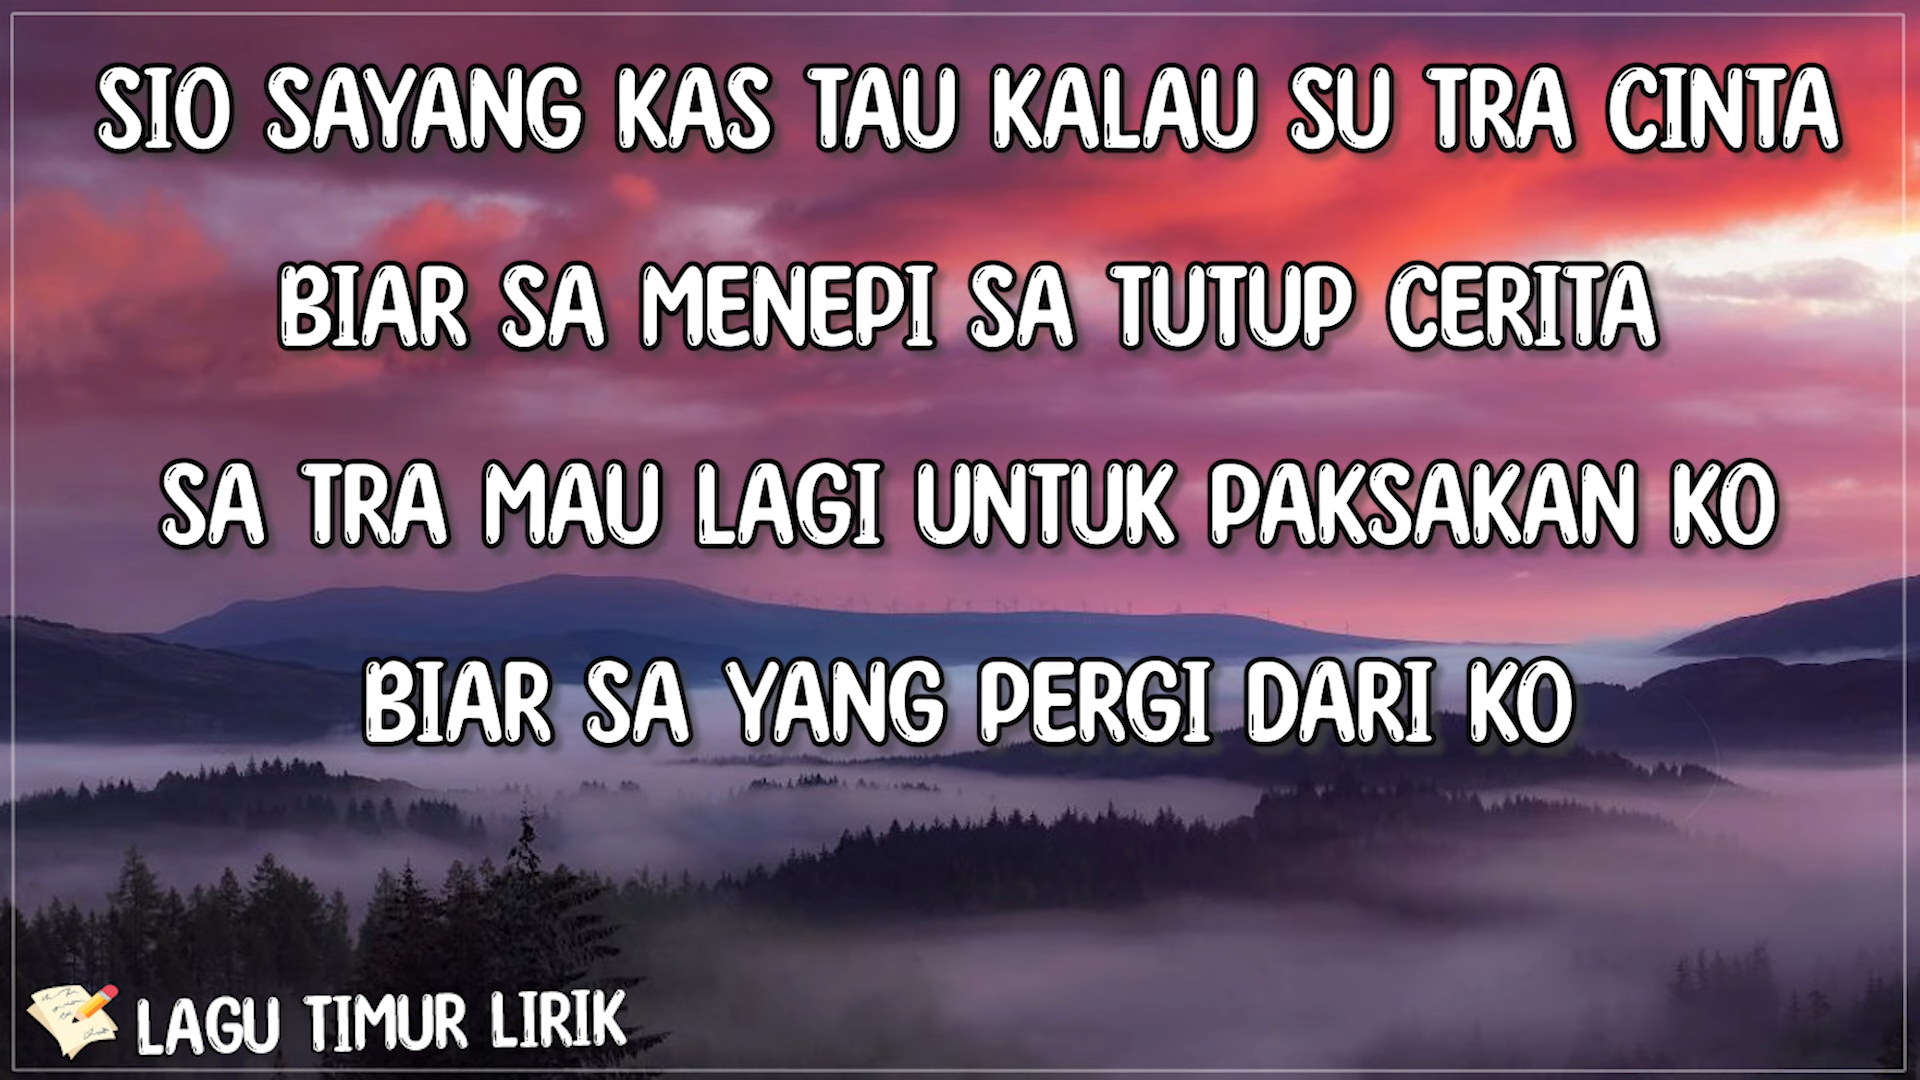 SIO SAYANG KAS TAU KALAU SU TRA CINTA
BIAR SA MENEPI SA TUTUP CERITA
SA TRA MAU LAGI UNTUK PAKSAKAN KO
BIAR SA YANG PERGI DARI KO
LAGU TIMUR LIRIK